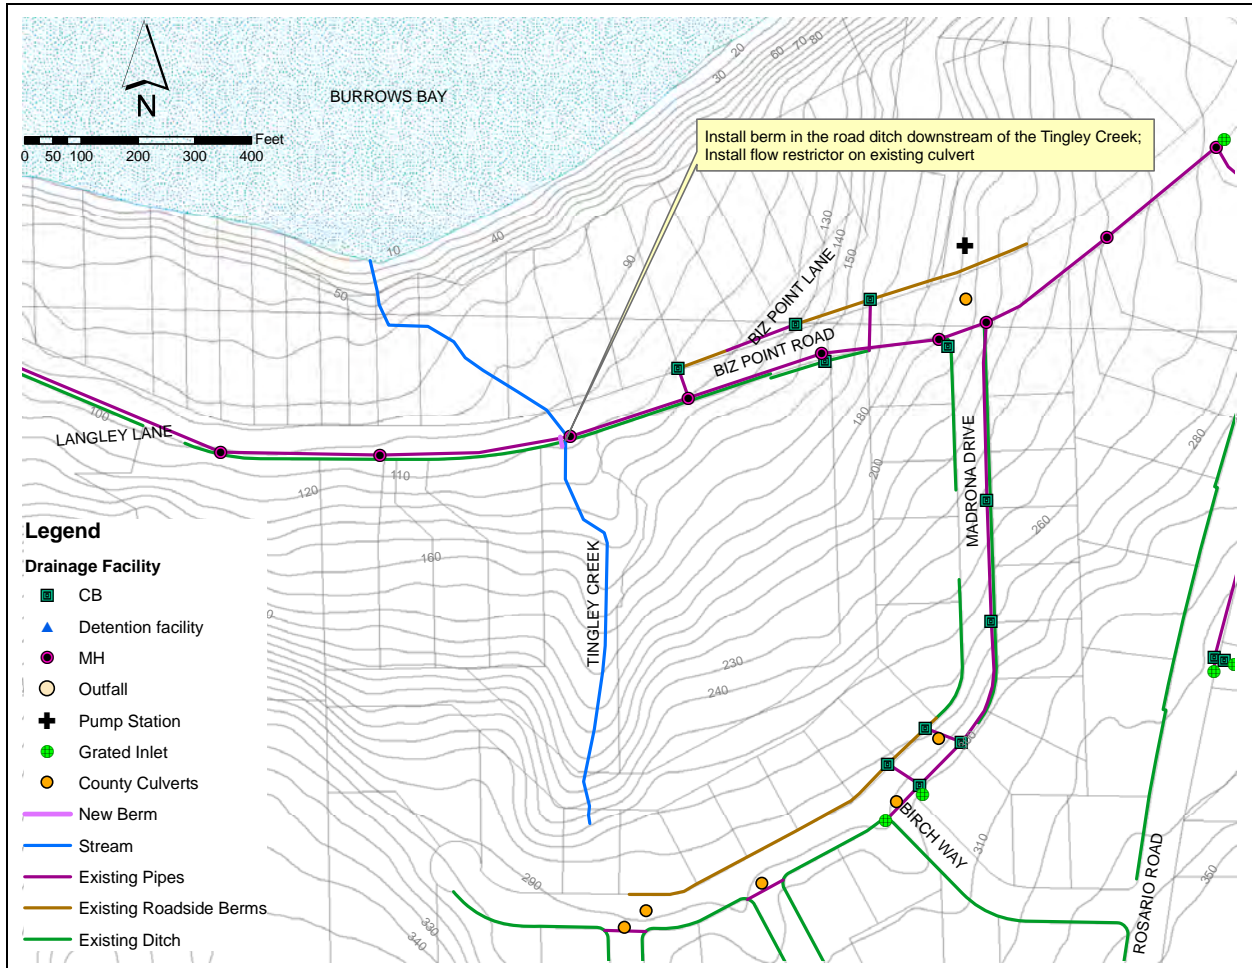 BURROWS BAY
N
Feet
0 50 100 200 300 400
Install berm in the road ditch downstream of the Tingley Creek;
Install flow restrictor on existing culvert
20
30
60
70
80
10
40
50
90
130
140
150
BIZ POINT LANE
BIZ POINT ROAD
100
LANGLEY LANE
110
120
160
180
200
MADRONA DRIVE
260
280
TINGLEY CREEK
230
240
BIRCH WAY
310
350
ROSARIO ROAD
290
330
340
Legend
Drainage Facility
CB
Detention facility
MH
Outfall
Pump Station
Grated Inlet
County Culverts
New Berm
Stream
Existing Pipes
Existing Roadside Berms
Existing Ditch